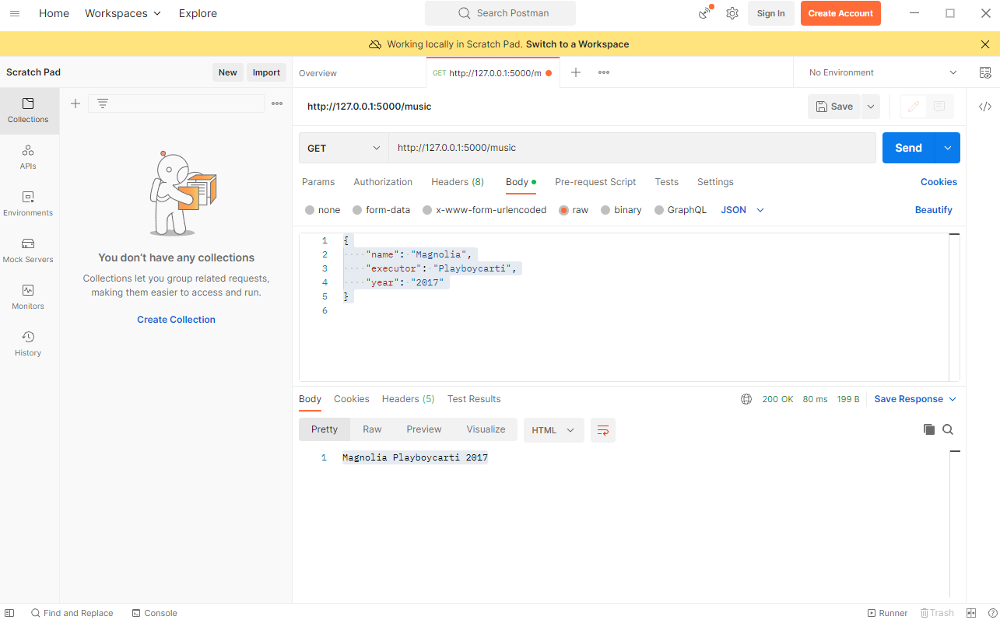 Home Workspaces Explore Search Postman Sign In Create Account
Working locally in Scratch Pad. Switch to a Workspace
Scratch Pad New Import Overview GET http://127.0.0.1:5000/m No Environment
Collections
APIs
Environments
Mock Servers
Monitors
History
You don't have any collections
Collections let you group related requests,
making them easier to access and run.
Create Collection
http://127.0.0.1:5000/music Save
GET http://127.0.0.1:5000/music Send
Params Authorization Headers (8) Body Pre-request Script Tests Settings Cookies
none form-data x-www-form-urlencoded raw binary GraphQL JSON Beautify
1 {
2 ····"name":·"Magnolia",
3 ····"executor":·"Playboycarti",
4 ····"year":·"2017"
5 }
6
Body Cookies Headers (5) Test Results 200 OK 80 ms 199 B Save Response
Pretty Raw Preview Visualize HTML
1 Magnolia Playboycarti 2017
Find and Replace Console Runner Trash